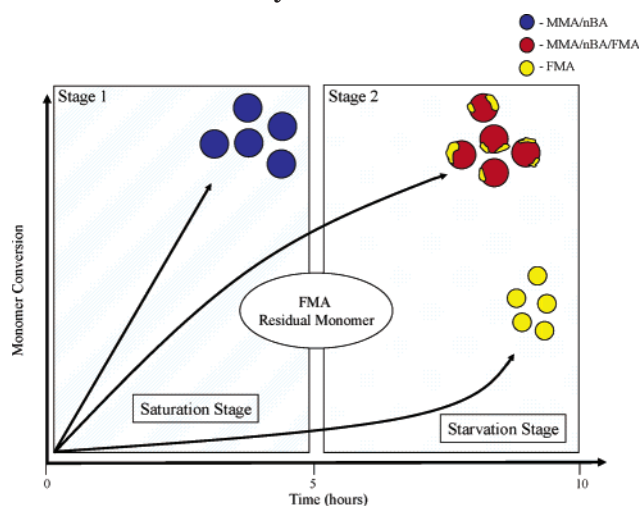 - MMA/nBA
- MMA/nBA/FMA
- FMA
Stage 1
Stage 2
Monomer Conversion
FMA
Residual Monomer
Saturation Stage
Starvation Stage
0
5
10
Time (hours)